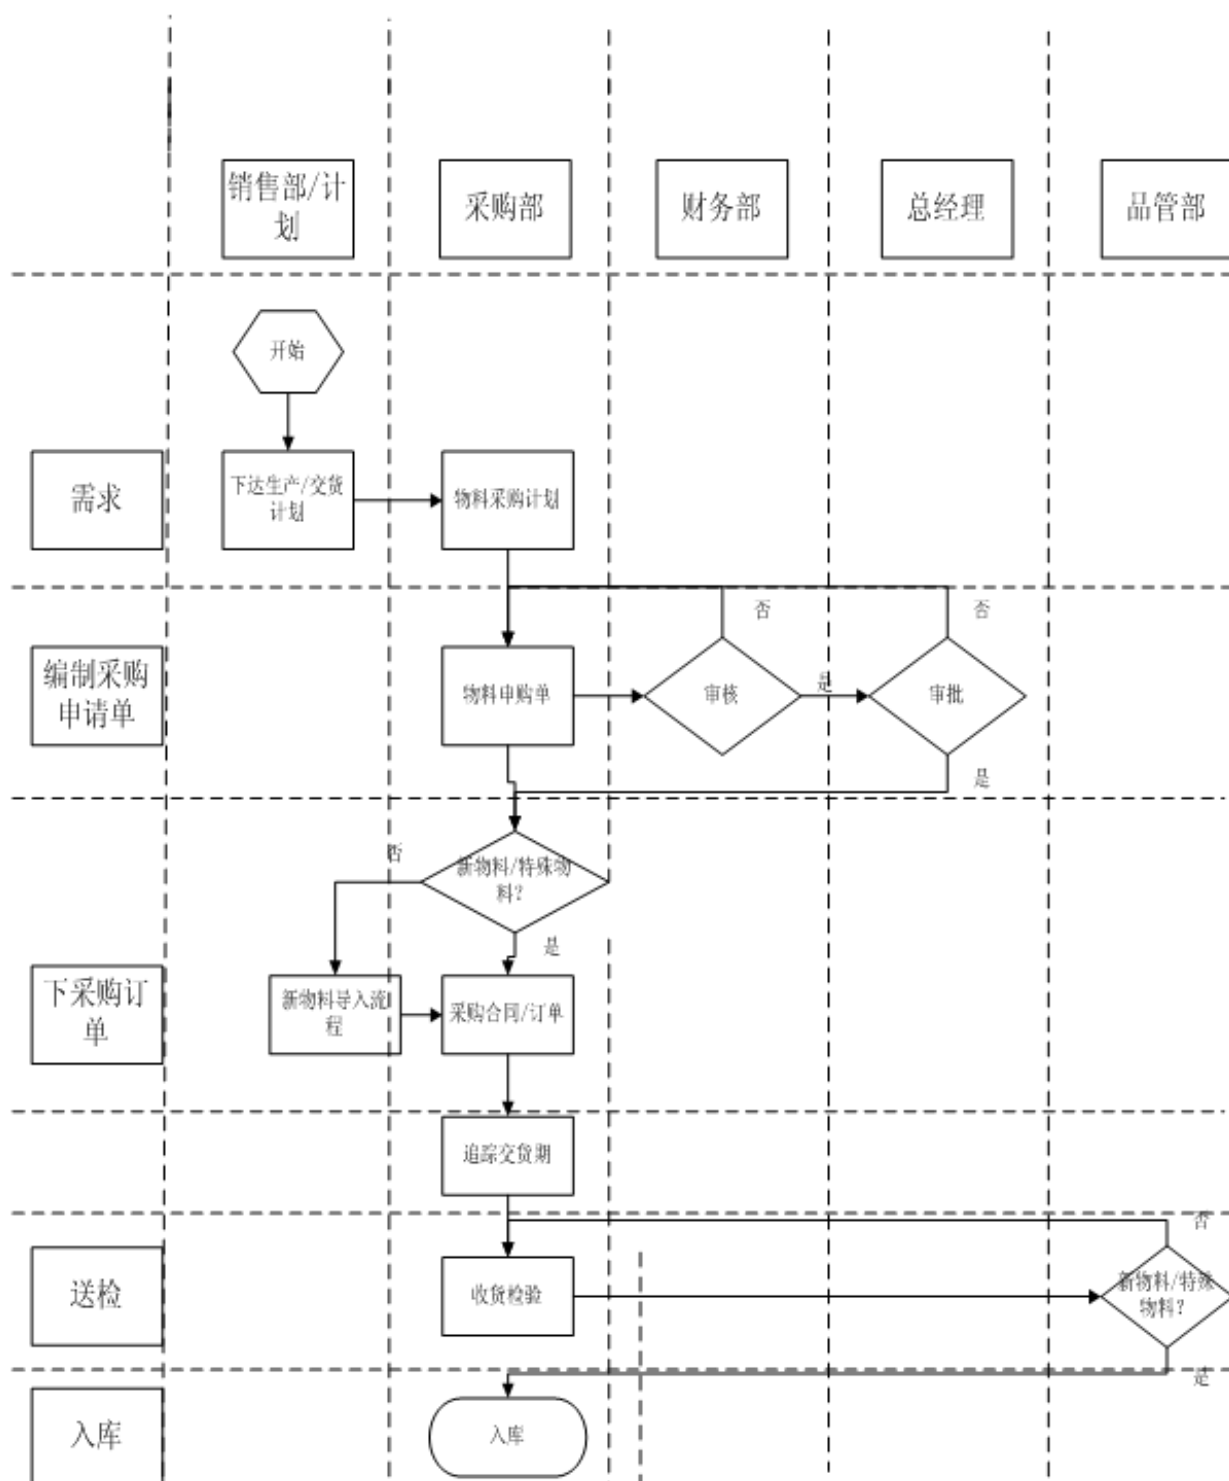 销售部/计
划
采购部
财务部
总经理
品管部
开始
需求
下达生产/交货
计划
物料采购计划
否
否
编制采购
申请单
物料申购单
审核
是
审批
是
否
新物料/特殊物
料?
是
下采购订
单
新物料导入流
程
采购合同/订单
追踪交货期
否
送检
收货检验
新物料/特殊
物料?
是
入库
入库